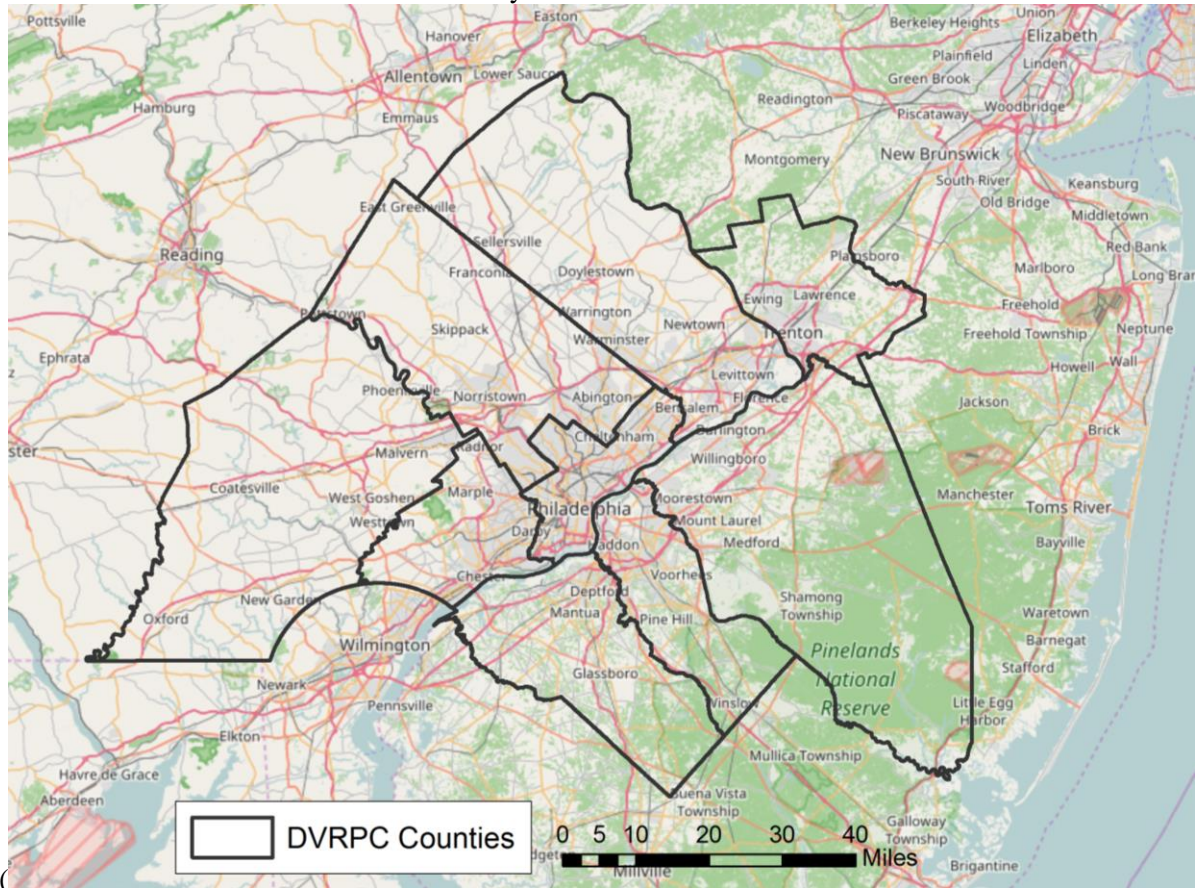 Pottsville
Easton
Berkeley Heights
Union
Hanover
Elizabeth
Plainfield
Linden
Allentown
Lower Sauco
Green Brook
Hamburg
Readington
Woodbridge
Emmaus
Piscataway
Montgomery
New Brunswick
South River
Keansburg
Old Bridge
East Greenville
Middletown
Sellersville
Red Bank
Reading
Plainsboro
Franconia
Doylestown
Marlboro
Long Bran
Ewing
Lawrence
Freehold
Pottstown
Warrington
Skippack
Newtown
Trenton
Freehold Township
Neptune
Warminster
Ephrata
Howell
Wall
Levittown
Phoenixville
Norristown
Abington
Florence
Jackson
Bensalem
Cheltenham
Burlington
Brick
ster
Malvern
Radnor
Willingboro
Coatesville
West Goshen
Marple
Moorestown
Manchester
Philadelphia
Toms River
Westtown
Mount Laurel
Darby
Haddon
Medford
Bayville
Chester
Voorhees
New Garden
Deptford
Shamong
Township
Oxford
Mantua
Pine Hill
Waretown
Wilmington
Pinelands
National
Reserve
Barnegat
Glassboro
Stafford
Newark
Winslow
Little Egg
Harbor
Pennsville
Elkton
Mullica Township
Havre de Grace
Aberdeen
Buena Vista
Township
Galloway
Township
DVRPC Counties
0 5 10 20 30 40
Miles
dgeton
Millville
Brigantine
(